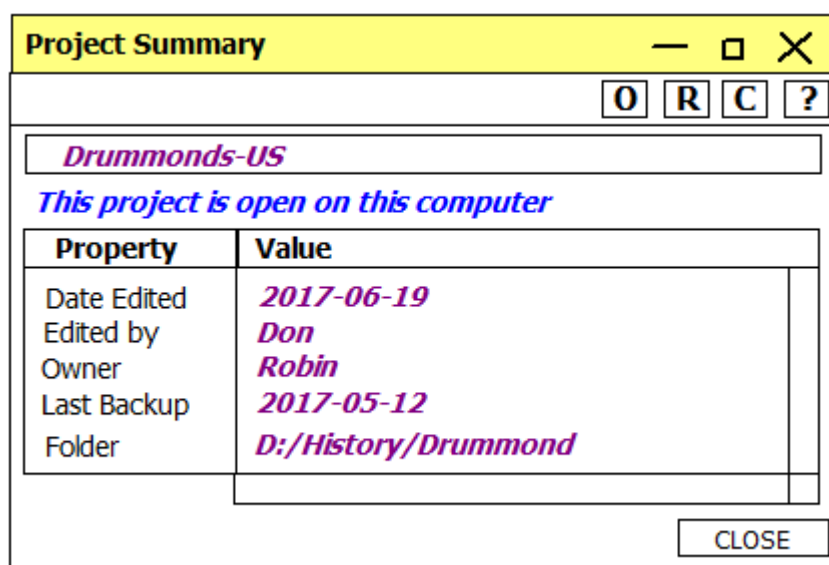 Project Summary
O R C ?
Drummonds-US
This project is open on this computer
Property Value
Date Edited 2017-06-19
Edited by Don
Owner Robin
Last Backup 2017-05-12
Folder D:/History/Drummond
CLOSE